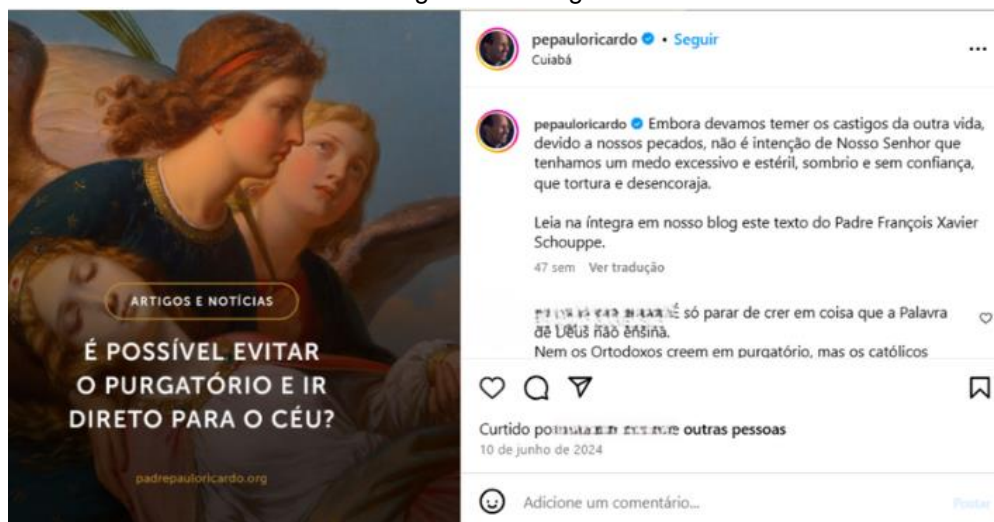 ARTIGOS E NOTÍCIAS
É POSSÍVEL EVITAR
O PURGATÓRIO E IR
DIRETO PARA O CÉU?
padrepauloricardo.org
pepauloricardo • Seguir
Cuiabá
pepauloricardo Embora devamos temer os castigos da outra vida,
devido a nossos pecados, não é intenção de Nosso Senhor que
tenhamos um medo excessivo e estéril, sombrio e sem confiança,
que tortura e desencoraja.
Leia na íntegra em nosso blog este texto do Padre François Xavier
Schouppe.
47 sem Ver tradução
É só parar de crer em coisa que a Palavra
de Deus não ensina.
Nem os Ortodoxos creem em purgatório, mas os católicos
Curtido por outras pessoas
10 de junho de 2024
Adicione um comentário...
Postar